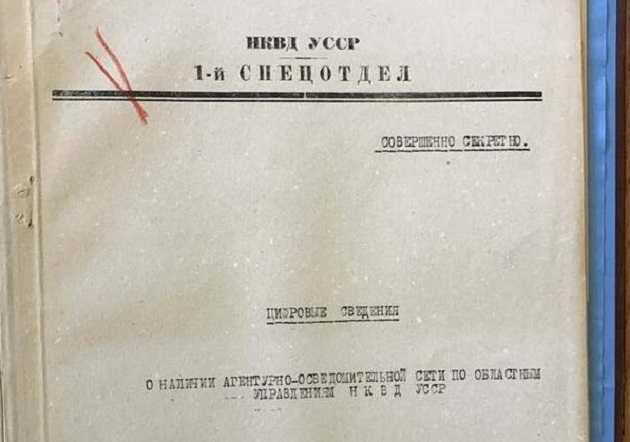 НКВД УССР
1-й СПЕЦОТДЕЛ
СОВЕРШЕННО СЕКРЕТНО.
ЦИФРОВЫЕ СВЕДЕНИЯ
О НАЛИЧИИ АГЕНТУРНО-ОСВЕДОМИТЕЛЬНОЙ СЕТИ ПО ОБЛАСТНЫМ
УПРАВЛЕНИЯМ Н К В Д УССР